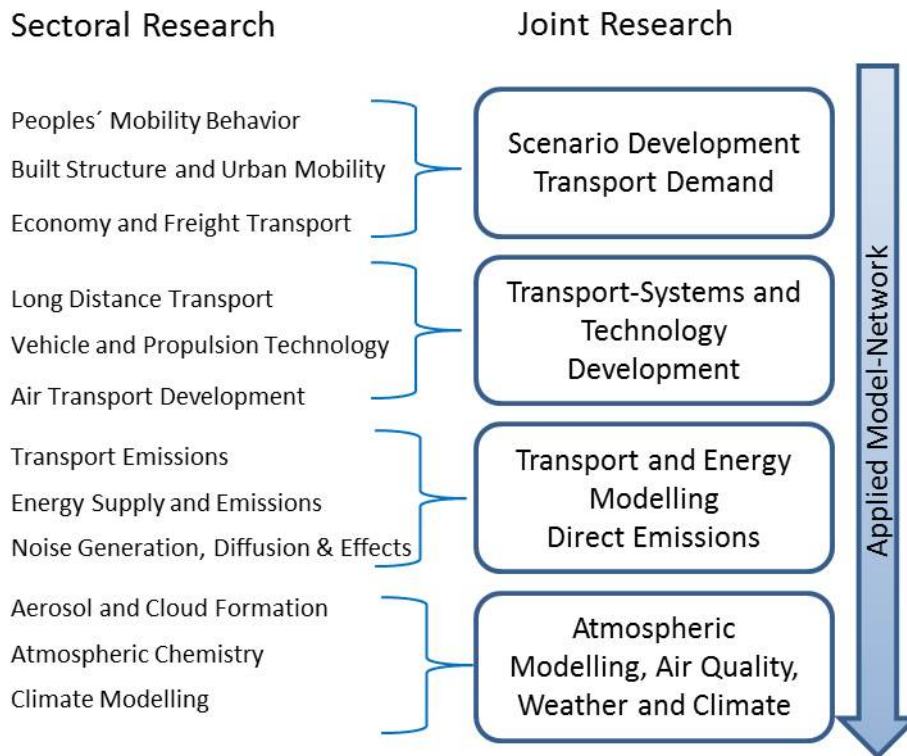 Sectoral Research
Joint Research
Peoples´ Mobility Behavior
Built Structure and Urban Mobility
Economy and Freight Transport
Scenario Development
Transport Demand
Long Distance Transport
Vehicle and Propulsion Technology
Air Transport Development
Transport-Systems and
Technology
Development
Transport Emissions
Energy Supply and Emissions
Noise Generation, Diffusion & Effects
Transport and Energy
Modelling
Direct Emissions
Aerosol and Cloud Formation
Atmospheric Chemistry
Climate Modelling
Atmospheric
Modelling, Air Quality,
Weather and Climate
Applied Model-Network